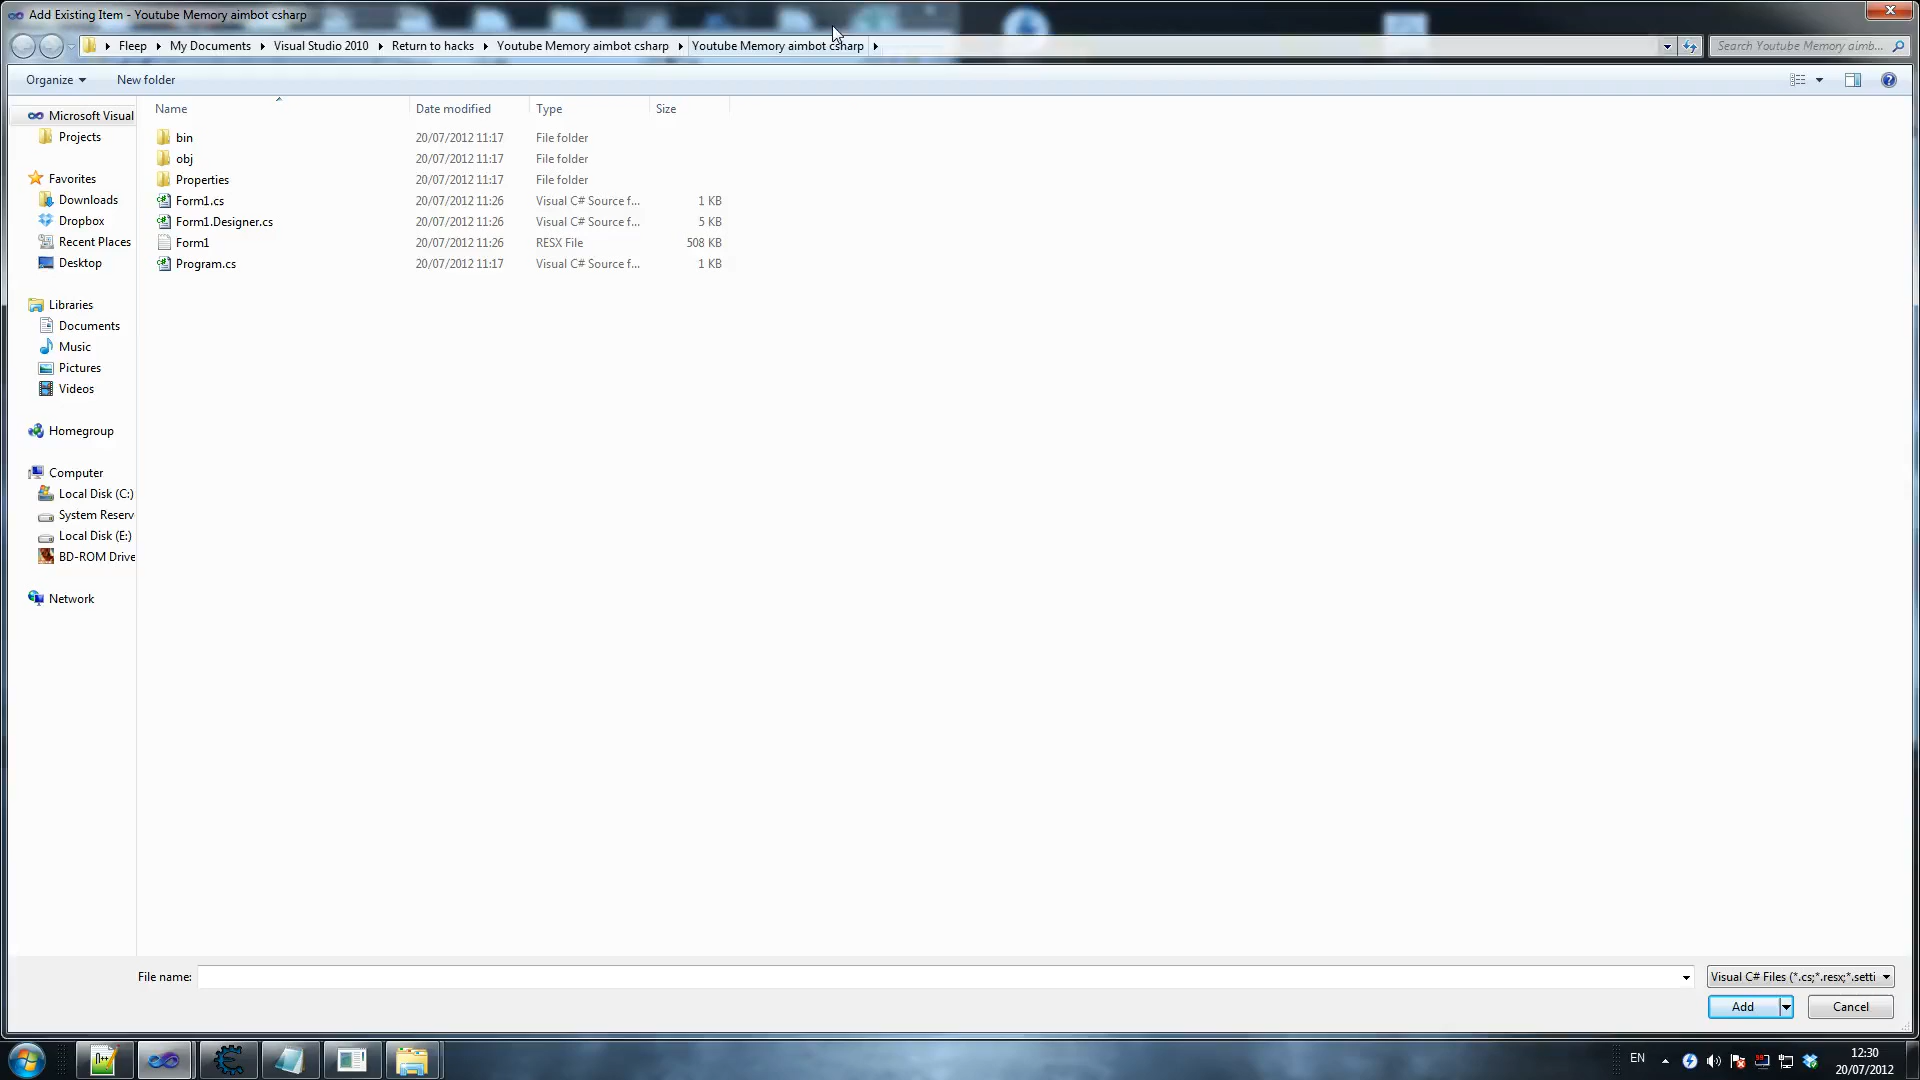 Add Existing Item - Youtube Memory aimbot csharp
Fleep My Documents Visual Studio 2010 Return to hacks Youtube Memory aimbot csharp Youtube Memory aimbot csharp Search Youtube Memory aimb...
Organize New folder
Name Date modified Type Size
bin 20/07/2012 11:17 File folder
obj 20/07/2012 11:17 File folder
Properties 20/07/2012 11:17 File folder
Form1.cs 20/07/2012 11:26 Visual C# Source f... 1 KB
Form1.Designer.cs 20/07/2012 11:26 Visual C# Source f... 5 KB
Form1 20/07/2012 11:26 RESX File 508 KB
Program.cs 20/07/2012 11:17 Visual C# Source f... 1 KB
Microsoft Visual
Projects
Favorites
Downloads
Dropbox
Recent Places
Desktop
Libraries
Documents
Music
Pictures
Videos
Homegroup
Computer
Local Disk (C:)
System Reserv
Local Disk (E:)
BD-ROM Drive
Network
File name: Visual C# Files (*.cs;*.resx;*.setti
Add Cancel
EN 12:30
20/07/2012